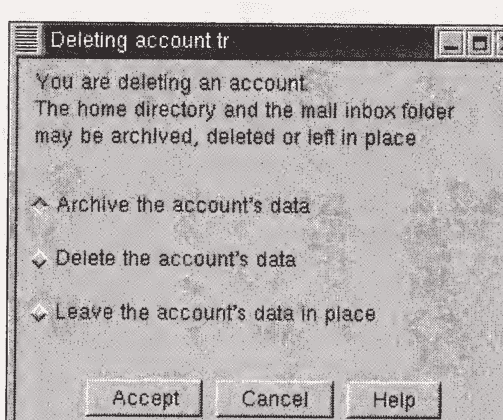 Deleting account tr
You are deleting an account.
The home directory and the mail inbox folder
may be archived, deleted or left in place
Archive the account's data
Delete the account's data
Leave the account's data in place
Accept
Cancel
Help